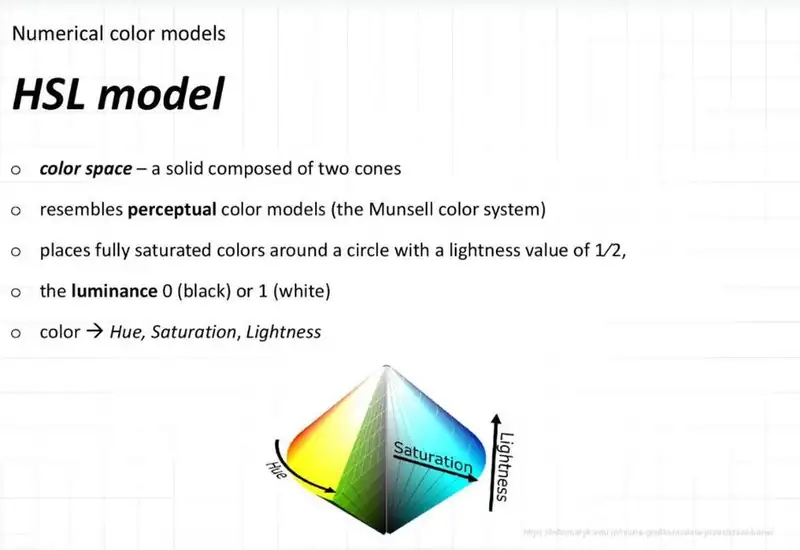 Numerical color models
HSL model
o color space – a solid composed of two cones
o resembles perceptual color models (the Munsell color system)
o places fully saturated colors around a circle with a lightness value of 1⁄2,
o the luminance 0 (black) or 1 (white)
o color → Hue, Saturation, Lightness
Hue
Saturation
Lightness